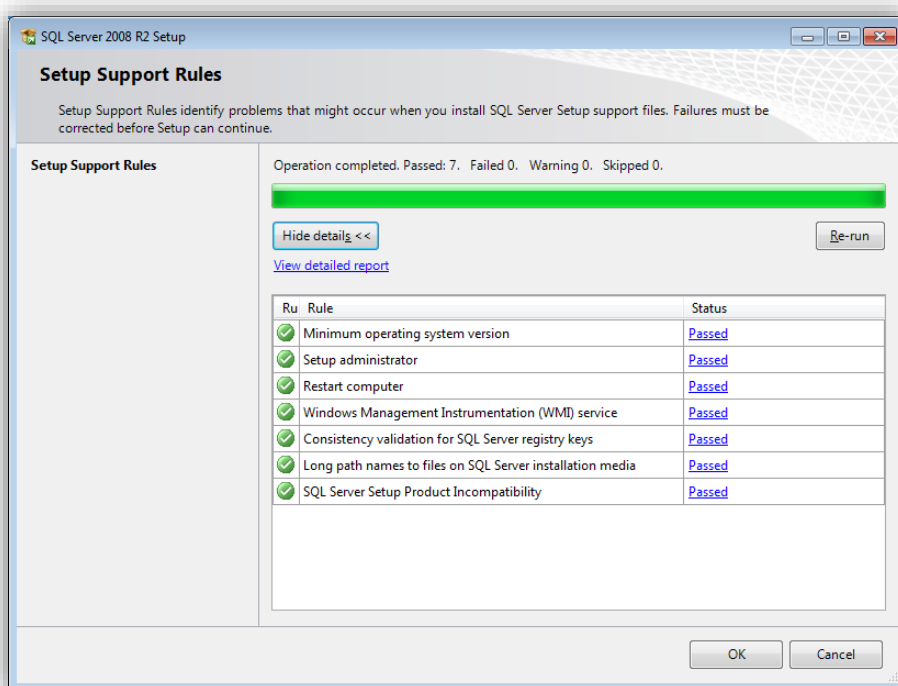 SQL Server 2008 R2 Setup
Setup Support Rules
Setup Support Rules identify problems that might occur when you install SQL Server Setup support files. Failures must be
corrected before Setup can continue.
Setup Support Rules
Operation completed. Passed: 7. Failed 0. Warning 0. Skipped 0.
Hide details <<
Re-run
View detailed report
Ru Rule Status
Minimum operating system version Passed
Setup administrator Passed
Restart computer Passed
Windows Management Instrumentation (WMI) service Passed
Consistency validation for SQL Server registry keys Passed
Long path names to files on SQL Server installation media Passed
SQL Server Setup Product Incompatibility Passed
OK Cancel